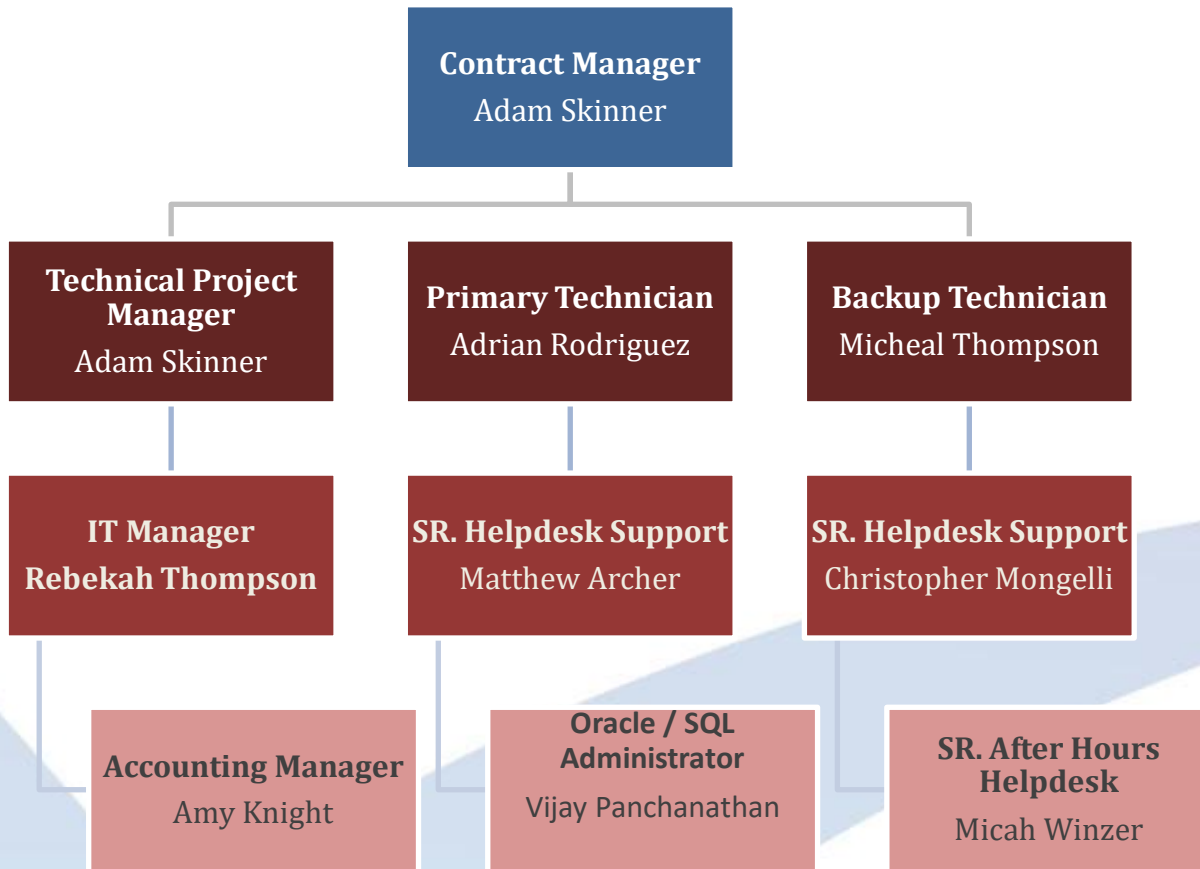 Contract Manager
Adam Skinner
Technical Project
Manager
Adam Skinner
Primary Technician
Adrian Rodriguez
Backup Technician
Micheal Thompson
IT Manager
Rebekah Thompson
SR. Helpdesk Support
Matthew Archer
SR. Helpdesk Support
Christopher Mongelli
Accounting Manager
Amy Knight
Oracle / SQL
Administrator
Vijay Panchanathan
SR. After Hours
Helpdesk
Micah Winzer